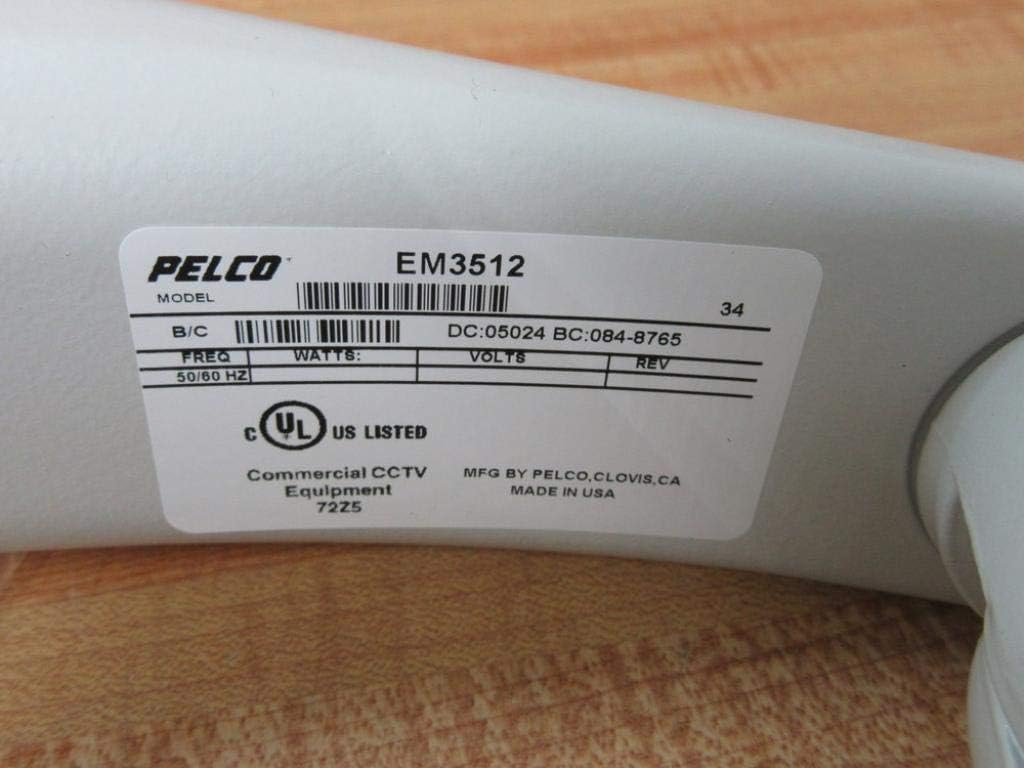 PELCO™ EM3512
MODEL
34
B/C DC:05024 BC:084-8765
FREQ WATTS: VOLTS REV
50/60 HZ
C UL US LISTED
Commercial CCTV
Equipment
72Z5
MFG BY PELCO,CLOVIS,CA
MADE IN USA